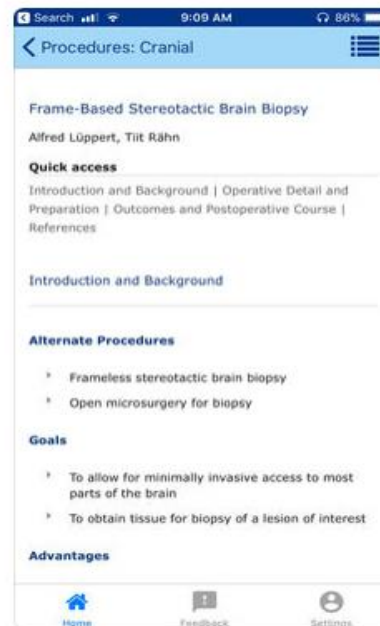 Search
9:09 AM
86%
Procedures: Cranial
Frame-Based Stereotactic Brain Biopsy
Alfred Lüppert, Tiit Rähn
Quick access
Introduction and Background | Operative Detail and
Preparation | Outcomes and Postoperative Course |
References
Introduction and Background
Alternate Procedures
Frameless stereotactic brain biopsy
Open microsurgery for biopsy
Goals
To allow for minimally invasive access to most
parts of the brain
To obtain tissue for biopsy of a lesion of interest
Advantages
Home
Feedback
Settings